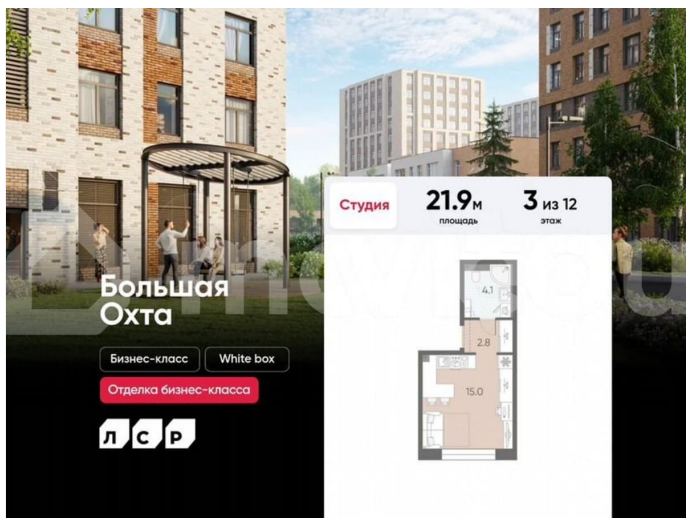 Студия
21.9м
площадь
3 из 12
этаж
Большая
Охта
Бизнес-класс
White box
Отделка бизнес-класса
ЛСР
4.1
2.8
15.0